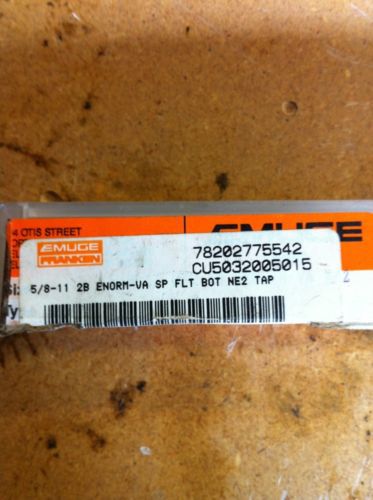 4 OTIS STREET
EMUGE
EMUGE
FRANKEN
78202775542
CU5032005015
5/8-11 2B ENORM-VA SP FLT BOT NE2 TAP